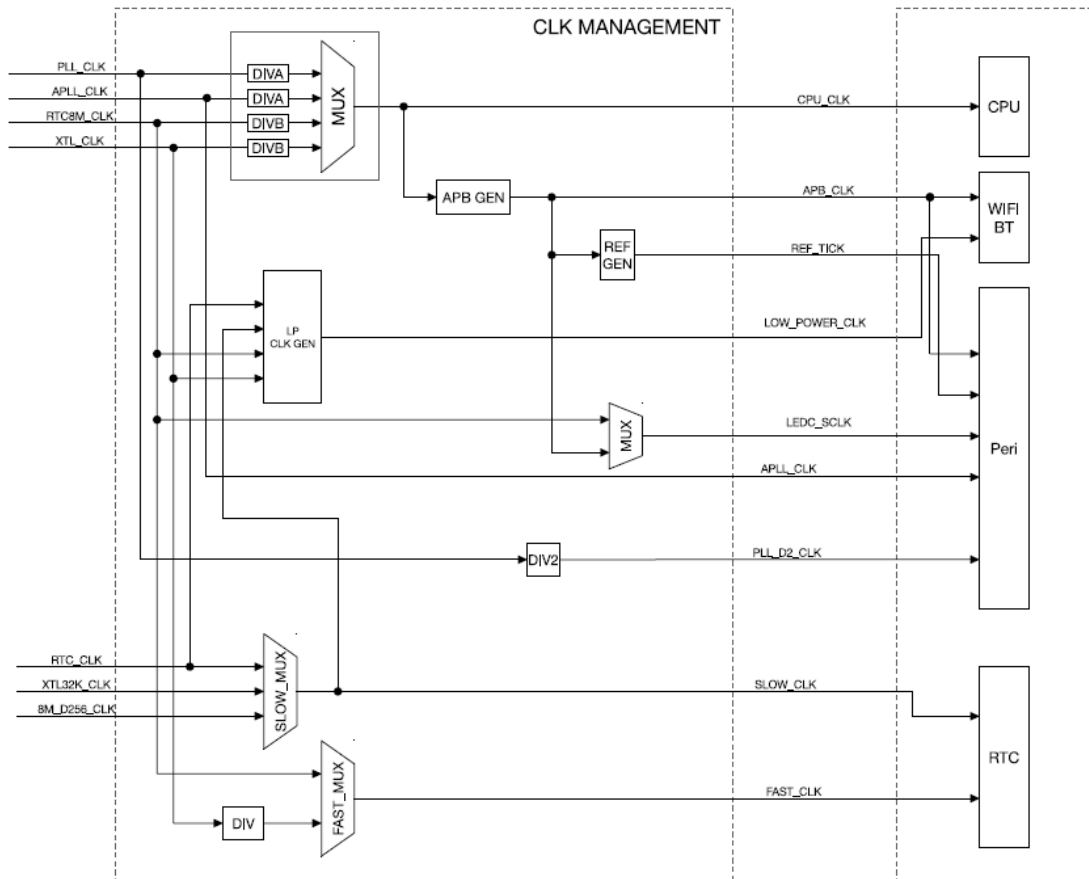 CLK MANAGEMENT
PLL_CLK
DIVA
APLL_CLK
DIVA
RTC8M_CLK
DIVB
XTL_CLK
DIVB
MUX
CPU_CLK
CPU
APB GEN
APB_CLK
WIFI
BT
REF
GEN
REF_TICK
LP
CLK GEN
LOW_POWER_CLK
MUX
LEDC_SCLK
Peri
APLL_CLK
DIV2
PLL_D2_CLK
RTC_CLK
XTL32K_CLK
8M_D256_CLK
SLOW_MUX
SLOW_CLK
RTC
FAST_MUX
FAST_CLK
DIV